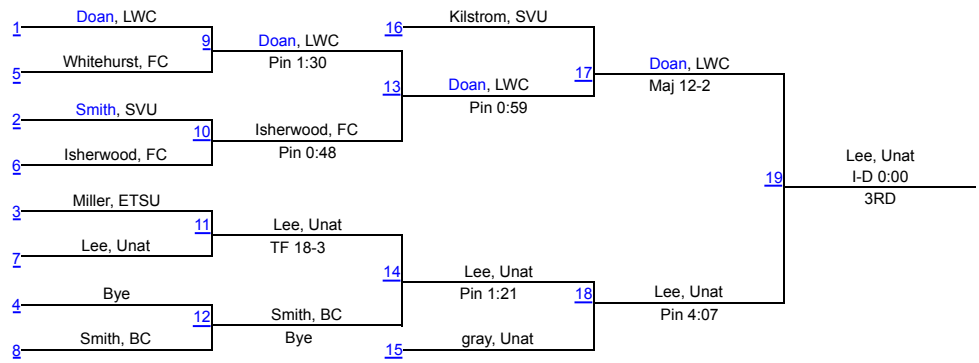 1
Doan, LWC
5
Whitehurst, FC
9
Doan, LWC
Pin 1:30
2
Smith, SVU
6
Isherwood, FC
10
Isherwood, FC
Pin 0:48
13
Doan, LWC
Pin 0:59
16
Kilstrom, SVU
17
Doan, LWC
Maj 12-2
3
Miller, ETSU
7
Lee, Unat
11
Lee, Unat
TF 18-3
4
Bye
8
Smith, BC
12
Smith, BC
Bye
14
Lee, Unat
Pin 1:21
15
gray, Unat
18
Lee, Unat
Pin 4:07
19
Lee, Unat
I-D 0:00
3RD